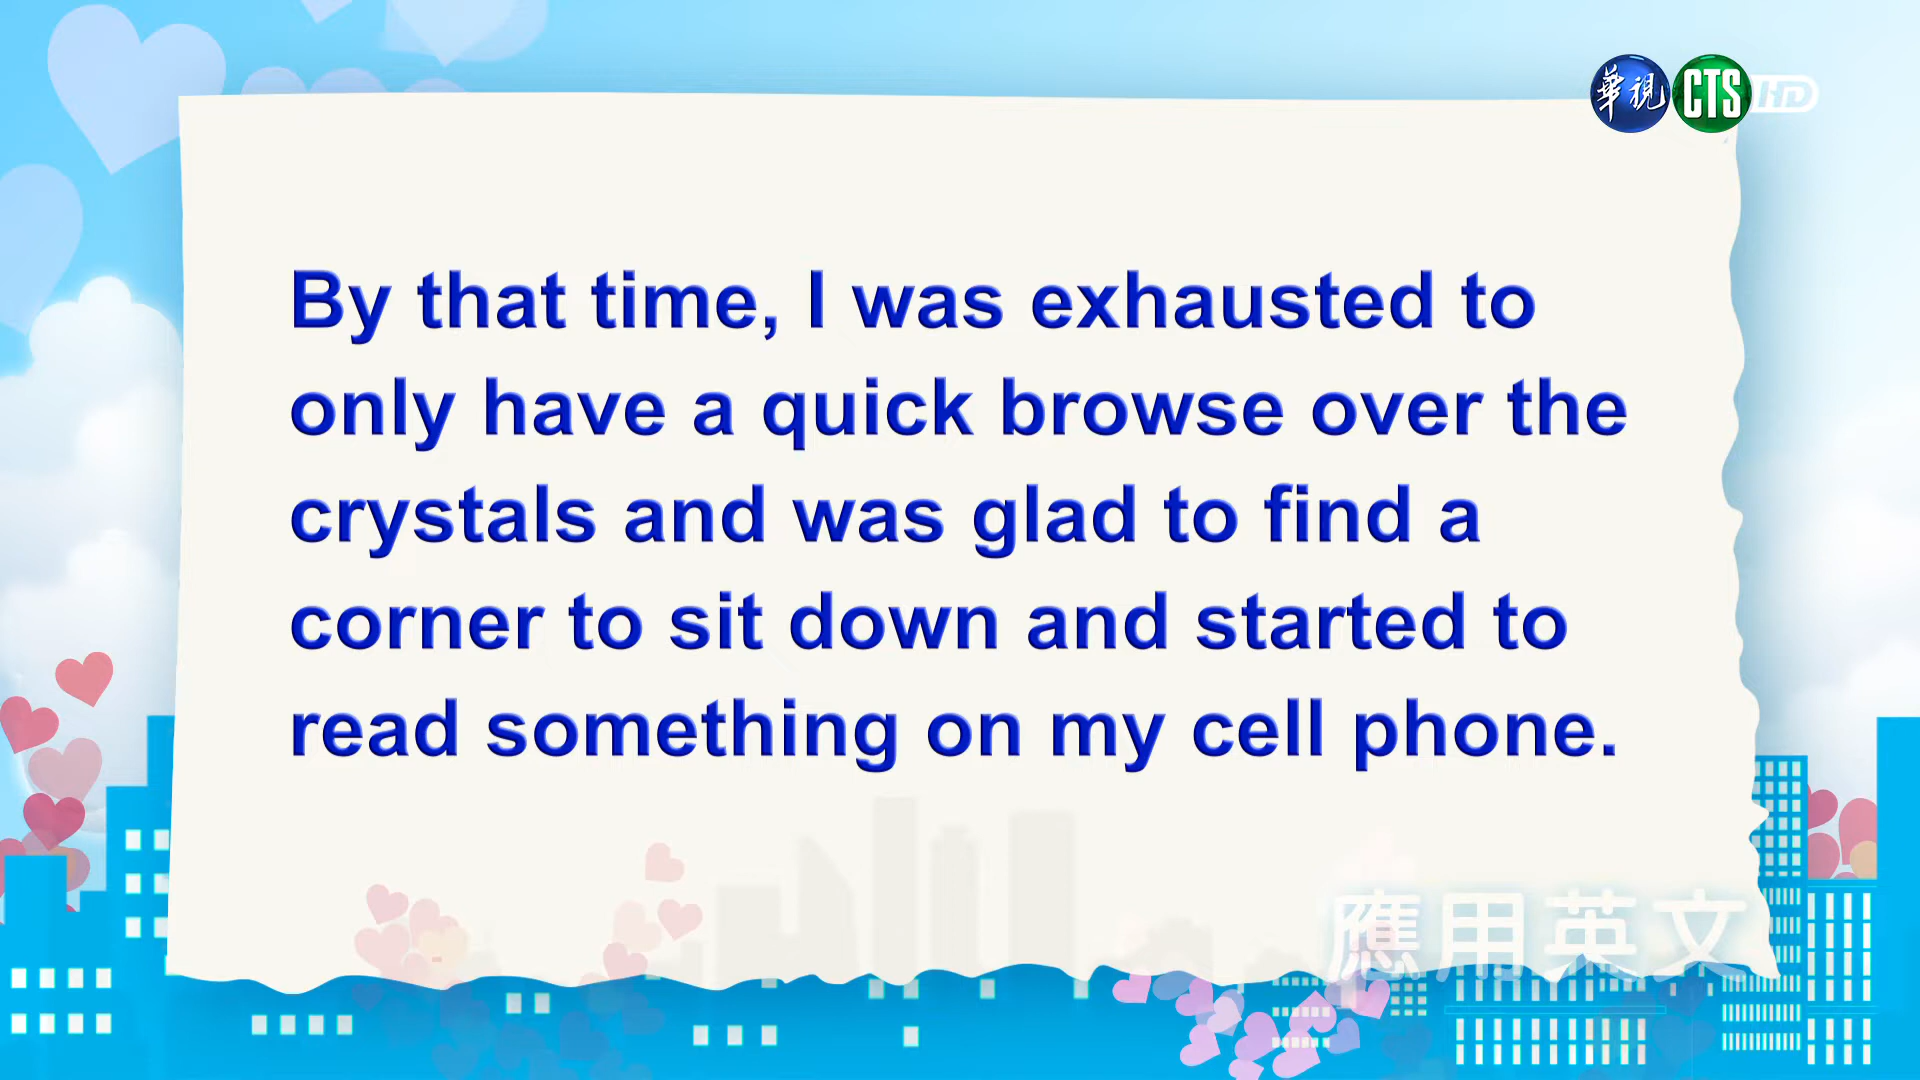 華視 CTS HD
By that time, I was exhausted to
only have a quick browse over the
crystals and was glad to find a
corner to sit down and started to
read something on my cell phone.
應用英文